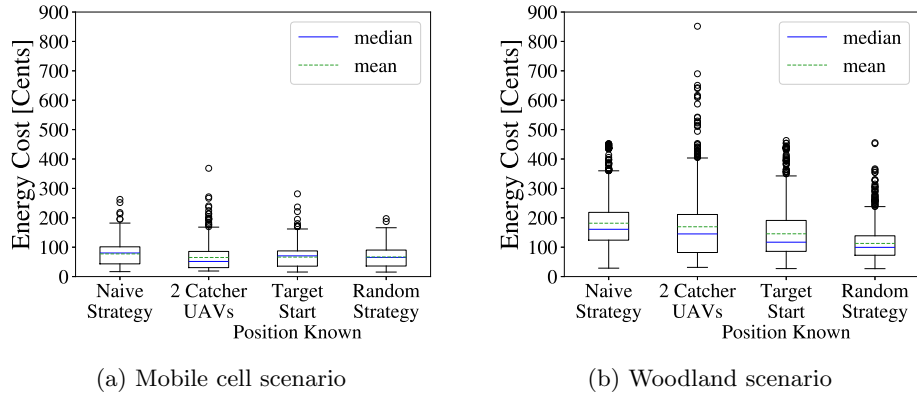 900
800
700
600
500
400
300
200
100
0
Energy Cost [Cents]
median
mean
Naive
Strategy
2 Catcher
UAVs
Target
Start
Position Known
Random
Strategy
(a) Mobile cell scenario
900
800
700
600
500
400
300
200
100
0
Energy Cost [Cents]
median
mean
Naive
Strategy
2 Catcher
UAVs
Target
Start
Position Known
Random
Strategy
(b) Woodland scenario